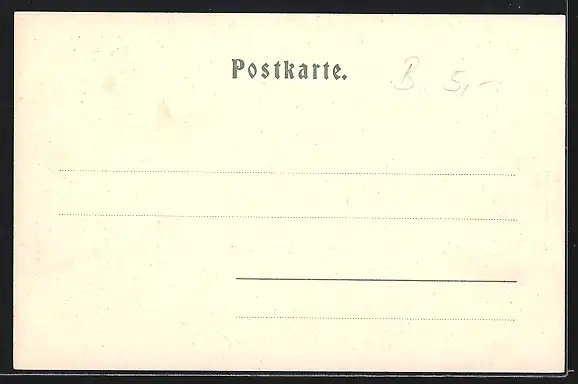 Postkarte.
B 5,-